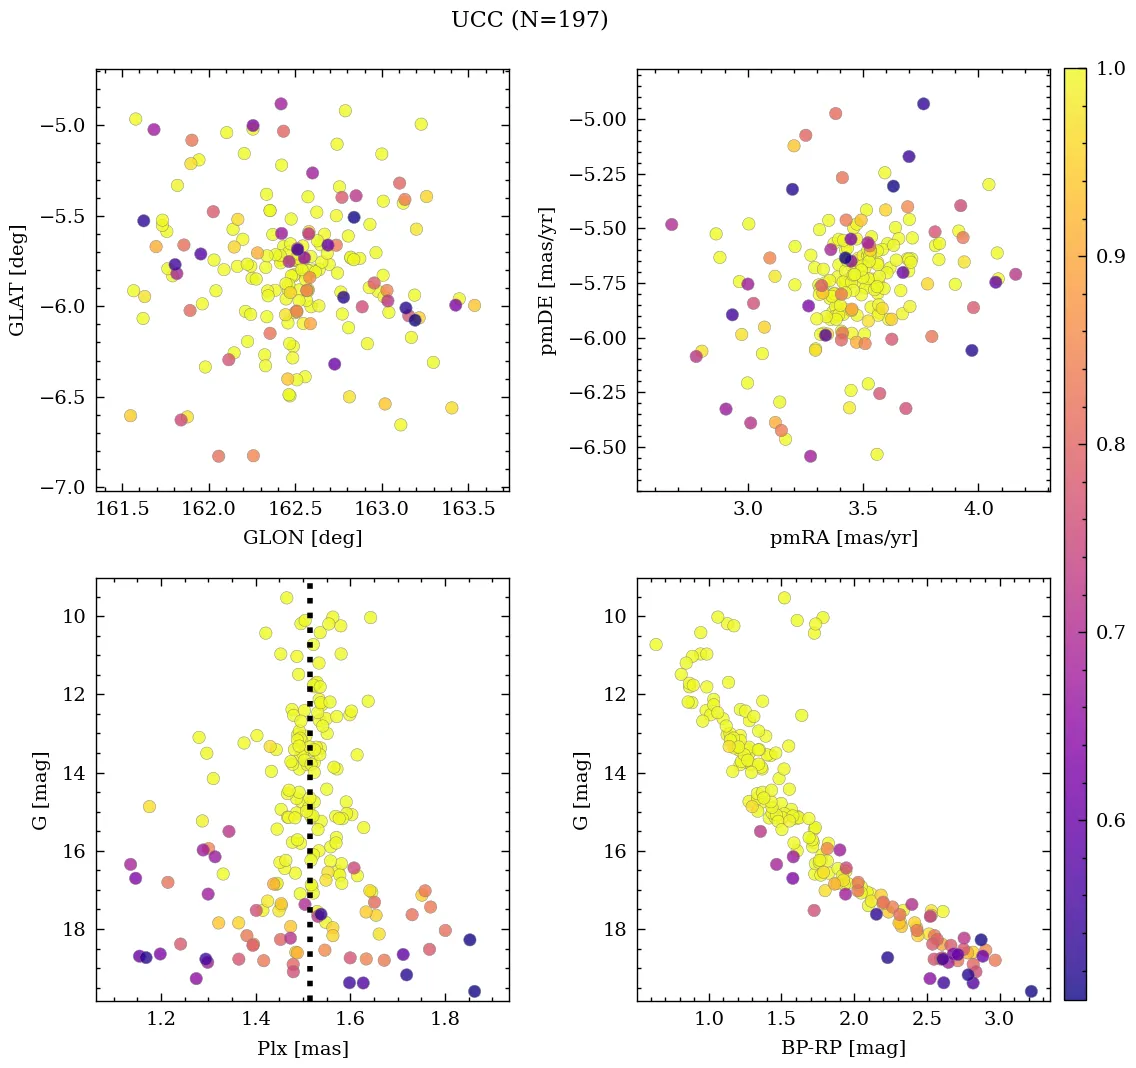 UCC (N=197)
−5.0
−5.5
−6.0
−6.5
−7.0
GLAT [deg]
161.5 162.0 162.5 163.0 163.5
GLON [deg]
−5.00
−5.25
−5.50
−5.75
−6.00
−6.25
−6.50
pmDE [mas/yr]
3.0 3.5 4.0
pmRA [mas/yr]
1.0
0.9
0.8
0.7
0.6
10
12
14
16
18
G [mag]
1.2 1.4 1.6 1.8
Plx [mas]
10
12
14
16
18
G [mag]
1.0 1.5 2.0 2.5 3.0
BP-RP [mag]